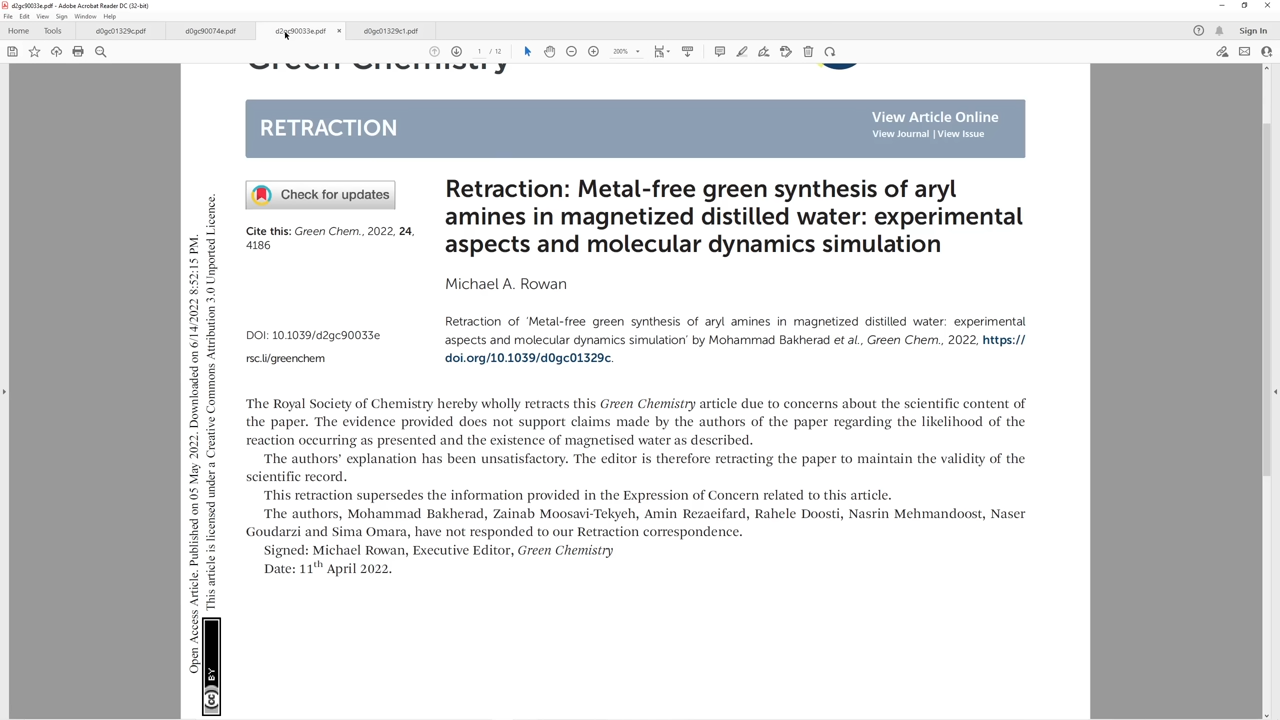 d2gc90033e.pdf - Adobe Acrobat Reader DC (32-bit)
File Edit View Sign Window Help
Home Tools d0gc01329c.pdf d0gc90074e.pdf d2gc90033e.pdf × d0gc01329c1.pdf Sign In
1 / 12 200%
Green Chemistry
RETRACTION
View Article Online
View Journal | View Issue
Check for updates
Cite this: Green Chem., 2022, 24,
4186
Retraction: Metal-free green synthesis of aryl
amines in magnetized distilled water: experimental
aspects and molecular dynamics simulation
Michael A. Rowan
DOI: 10.1039/d2gc90033e
rsc.li/greenchem
Retraction of ‘Metal-free green synthesis of aryl amines in magnetized distilled water: experimental
aspects and molecular dynamics simulation’ by Mohammad Bakherad et al., Green Chem., 2022, https://
doi.org/10.1039/d0gc01329c.
The Royal Society of Chemistry hereby wholly retracts this Green Chemistry article due to concerns about the scientific content of
the paper. The evidence provided does not support claims made by the authors of the paper regarding the likelihood of the
reaction occurring as presented and the existence of magnetised water as described.
The authors’ explanation has been unsatisfactory. The editor is therefore retracting the paper to maintain the validity of the
scientific record.
This retraction supersedes the information provided in the Expression of Concern related to this article.
The authors, Mohammad Bakherad, Zainab Moosavi-Tekyeh, Amin Rezaeifard, Rahele Doosti, Nasrin Mehmandoost, Naser
Goudarzi and Sima Omara, have not responded to our Retraction correspondence.
Signed: Michael Rowan, Executive Editor, Green Chemistry
Date: 11th April 2022.
Open Access Article. Published on 05 May 2022. Downloaded on 6/14/2022 8:52:15 PM.
This article is licensed under a Creative Commons Attribution 3.0 Unported Licence.
cc BY